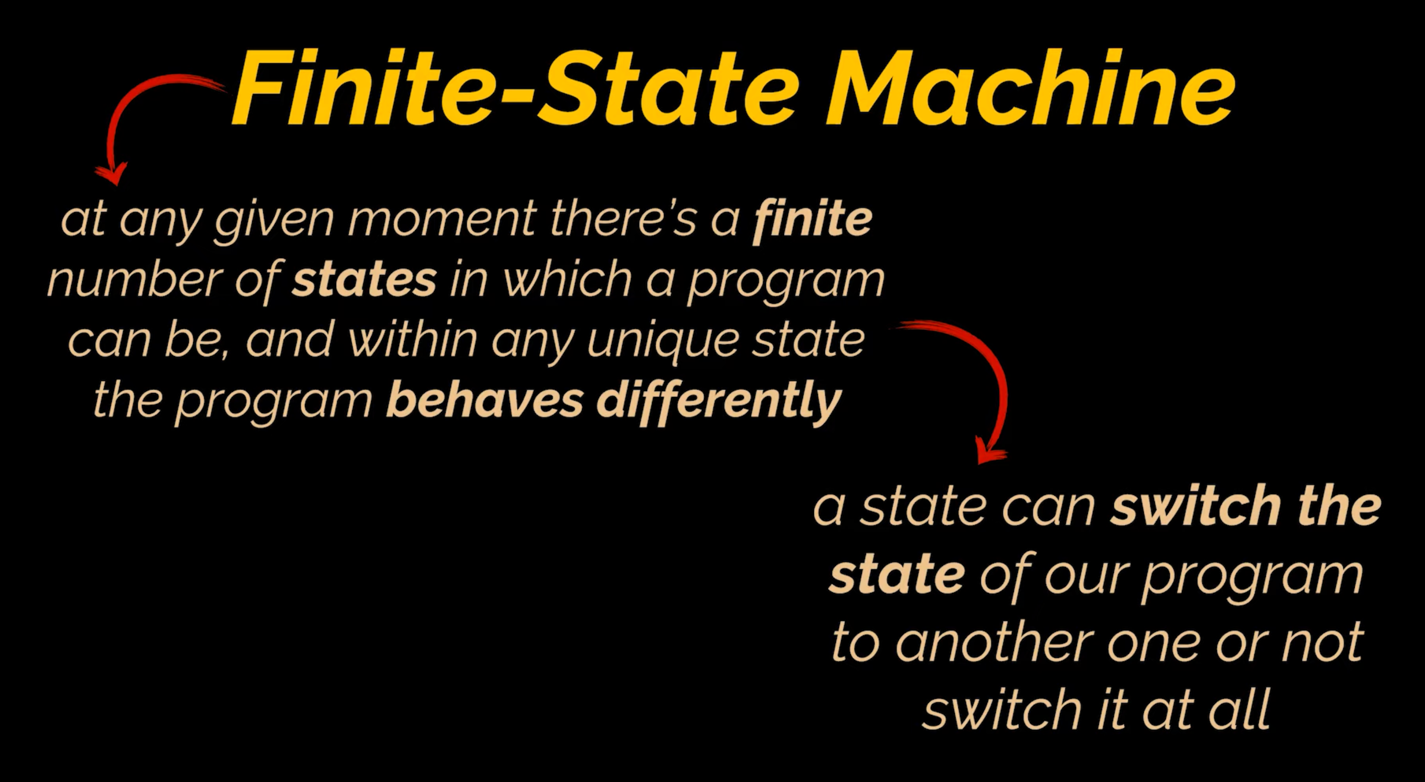 Finite-State Machine
at any given moment there's a finite
number of states in which a program
can be, and within any unique state
the program behaves differently
a state can switch the
state of our program
to another one or not
switch it at all